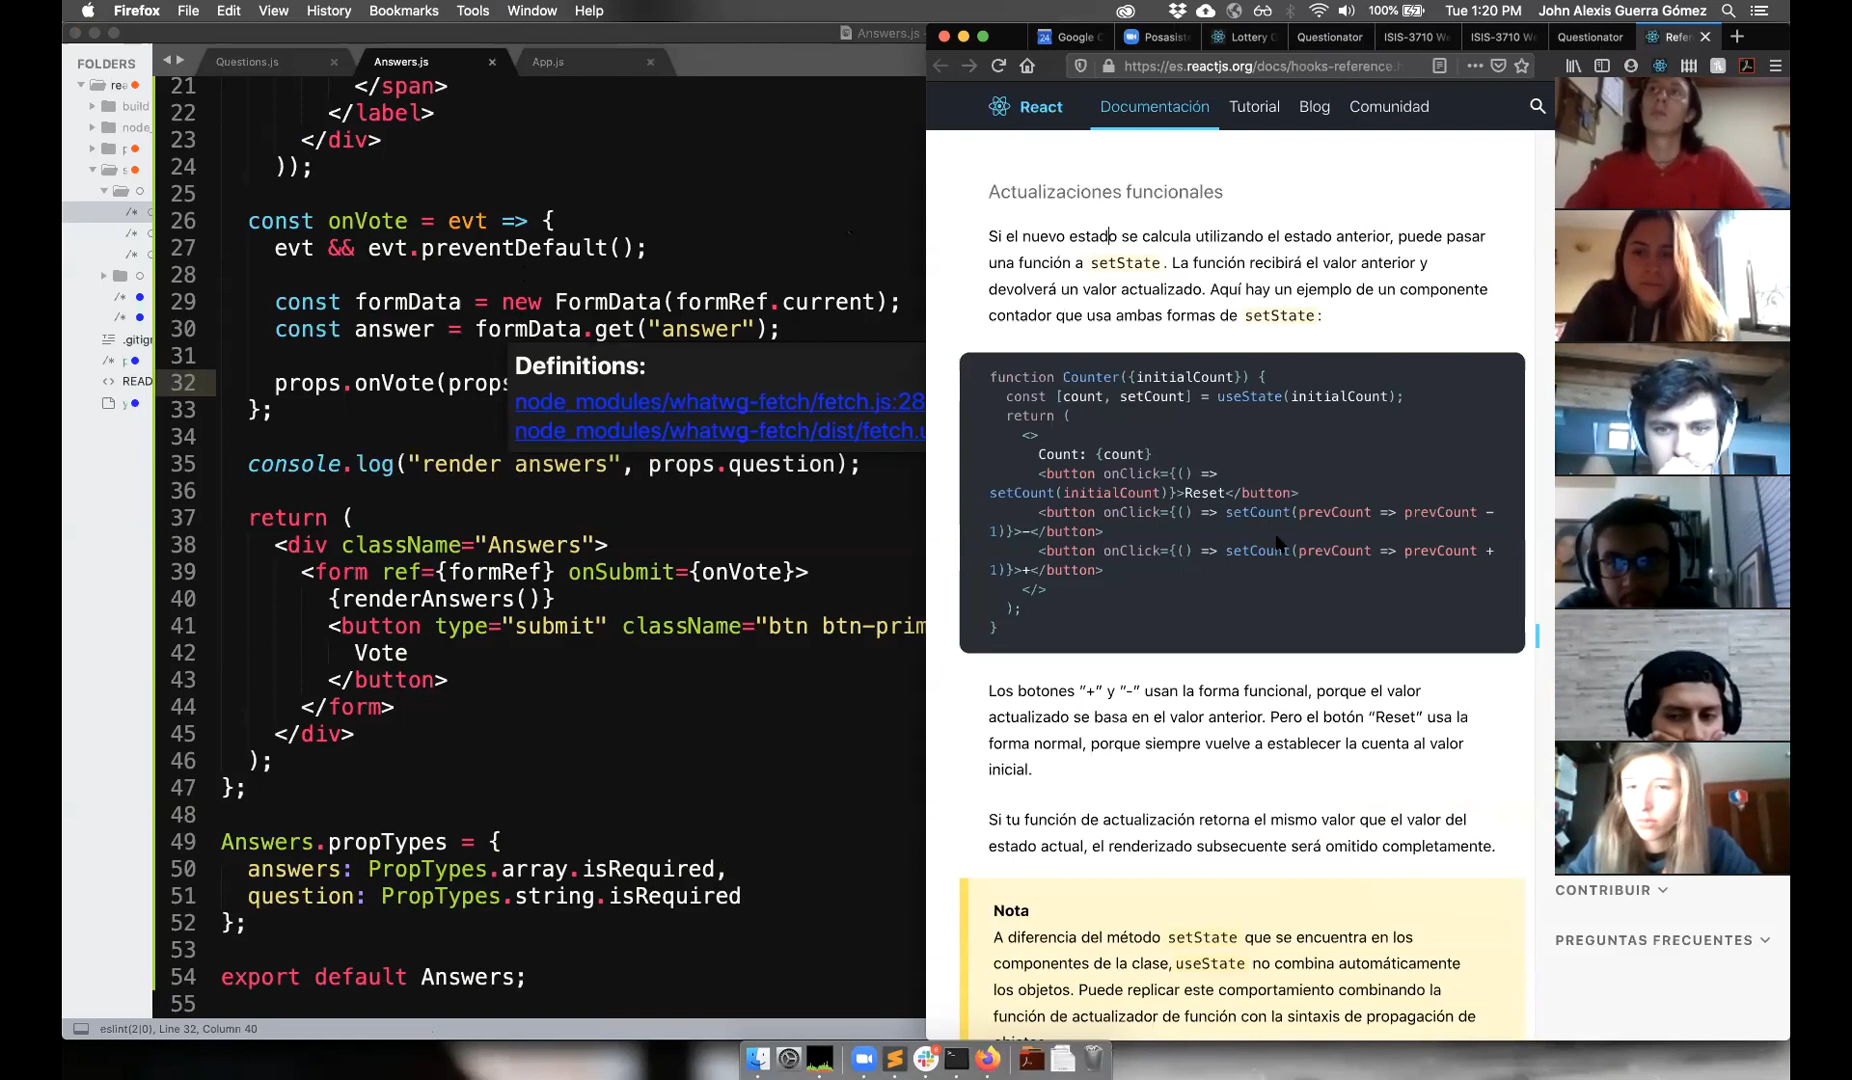 Firefox File Edit View History Bookmarks Tools Window Help 100% Tue 1:20 PM John Alexis Guerra Gómez
Answers.js
FOLDERS
build
.gitign
READ
Questions.js Answers.js App.js
21 </span>
22 </label>
23 </div>
24 ));
25
26 const onVote = evt => {
27 evt && evt.preventDefault();
28
29 const formData = new FormData(formRef.current);
30 const answer = formData.get("answer");
31
32 props.onVote(props
33 };
34
35 console.log("render answers", props.question);
36
37 return (
38 <div className="Answers">
39 <form ref={formRef} onSubmit={onVote}>
40 {renderAnswers()}
41 <button type="submit" className="btn btn-prim
42 Vote
43 </button>
44 </form>
45 </div>
46 );
47 };
48
49 Answers.propTypes = {
50 answers: PropTypes.array.isRequired,
51 question: PropTypes.string.isRequired
52 };
53
54 export default Answers;
55
Definitions:
node_modules/whatwg-fetch/fetch.js:28
node_modules/whatwg-fetch/dist/fetch.u
eslint(2|0), Line 32, Column 40
Google C Posasiste Lottery Questionator ISIS-3710 We ISIS-3710 We Questionator Refer
https://es.reactjs.org/docs/hooks-reference.h
React Documentación Tutorial Blog Comunidad
Actualizaciones funcionales
Si el nuevo estado se calcula utilizando el estado anterior, puede pasar
una función a setState. La función recibirá el valor anterior y
devolverá un valor actualizado. Aquí hay un ejemplo de un componente
contador que usa ambas formas de setState:
function Counter({initialCount}) {
const [count, setCount] = useState(initialCount);
return (
<>
Count: {count}
<button onClick={() =>
setCount(initialCount)}>Reset</button>
<button onClick={() => setCount(prevCount => prevCount -
1)}>-</button>
<button onClick={() => setCount(prevCount => prevCount +
1)}>+</button>
</>
);
}
Los botones ”+” y ”-” usan la forma funcional, porque el valor
actualizado se basa en el valor anterior. Pero el botón “Reset” usa la
forma normal, porque siempre vuelve a establecer la cuenta al valor
inicial.
Si tu función de actualización retorna el mismo valor que el valor del
estado actual, el renderizado subsecuente será omitido completamente.
Nota
A diferencia del método setState que se encuentra en los
componentes de la clase, useState no combina automáticamente
los objetos. Puede replicar este comportamiento combinando la
función de actualizador de función con la sintaxis de propagación de
CONTRIBUIR
PREGUNTAS FRECUENTES